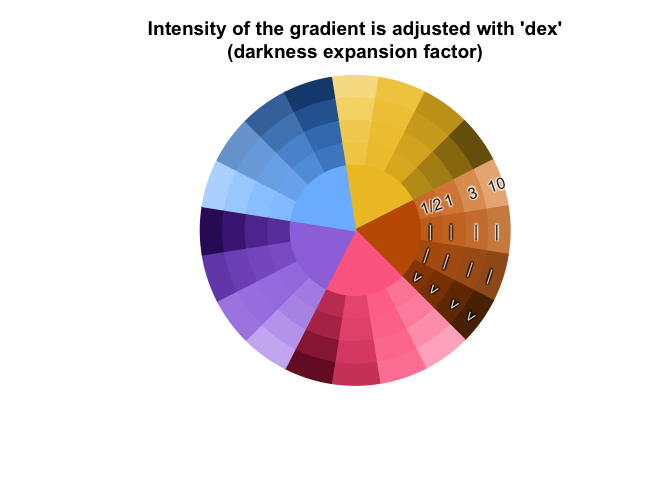 Intensity of the gradient is adjusted with 'dex'
(darkness expansion factor)
1/2 1 3 10
| | | |
/ / / /
v v v v